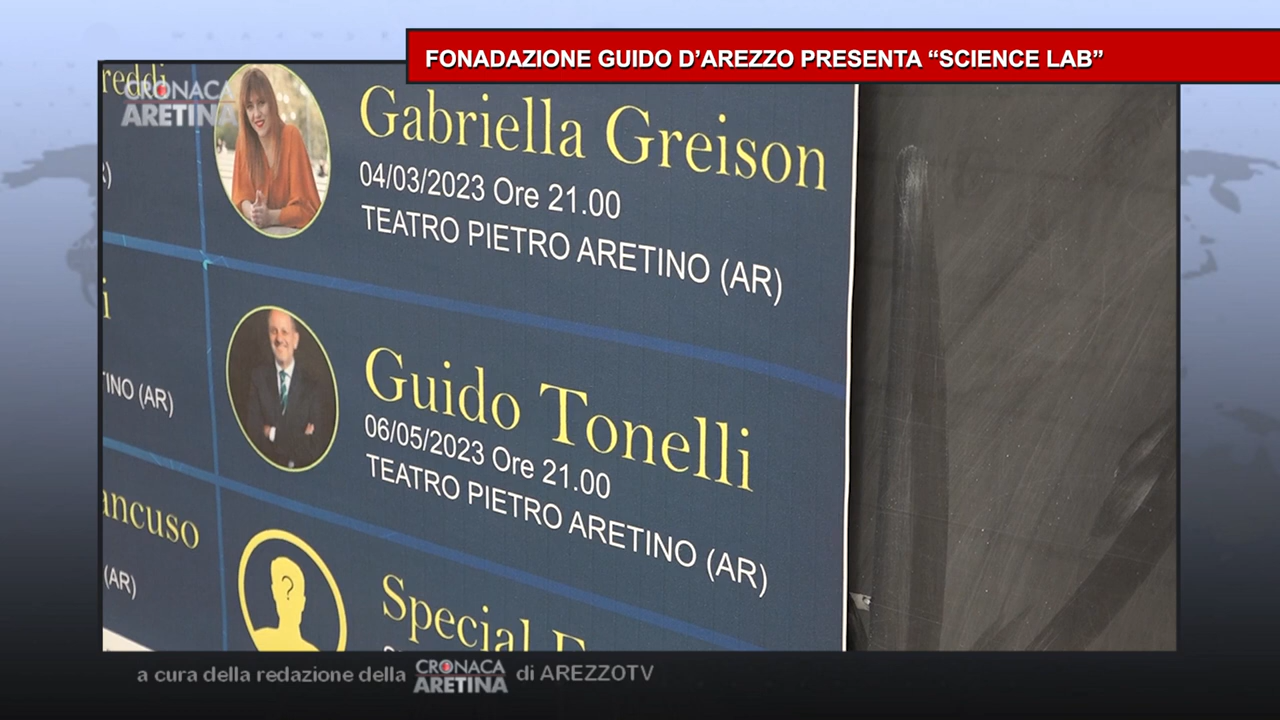 FONADAZIONE GUIDO D’AREZZO PRESENTA “SCIENCE LAB”
CRONACA
ARETINA
Gabriella Greison
04/03/2023 Ore 21.00
TEATRO PIETRO ARETINO (AR)
Guido Tonelli
06/05/2023 Ore 21.00
TEATRO PIETRO ARETINO (AR)
(AR)
ancuso
(AR)
?
Special
a cura della redazione della CRONACA ARETINA di AREZZOTV